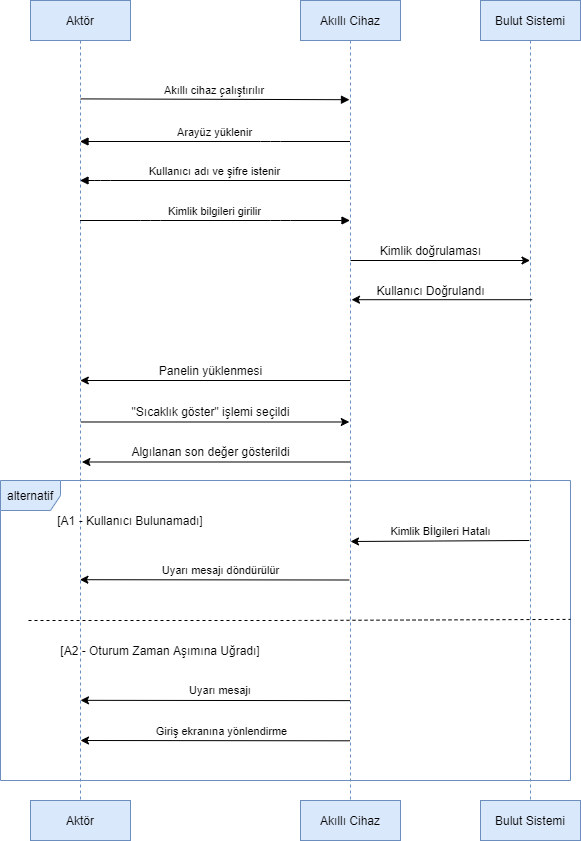 Aktör
Akıllı Cihaz
Bulut Sistemi
Akıllı cihaz çalıştırılır
Arayüz yüklenir
Kullanıcı adı ve şifre istenir
Kimlik bilgileri girilir
Kimlik doğrulaması
Kullanıcı Doğrulandı
Panelin yüklenmesi
"Sıcaklık göster" işlemi seçildi
Algılanan son değer gösterildi
alternatif
[A1 - Kullanıcı Bulunamadı]
Kimlik Bİlgileri Hatalı
Uyarı mesajı döndürülür
[A2 - Oturum Zaman Aşımına Uğradı]
Uyarı mesajı
Giriş ekranına yönlendirme
Aktör
Akıllı Cihaz
Bulut Sistemi